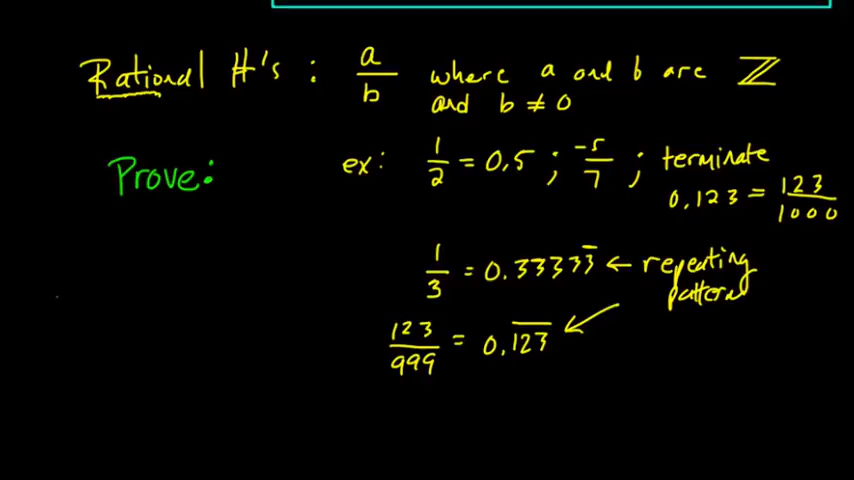 Rational #'s : a/b where a and b are ℤ
and b ≠ 0
Prove:
ex: 1/2 = 0.5 ; -5/7 ; terminate
0.123 = 123/1000
1/3 = 0.33333̅ ← repeating
pattern
123/999 = 0.1̅2̅3̅